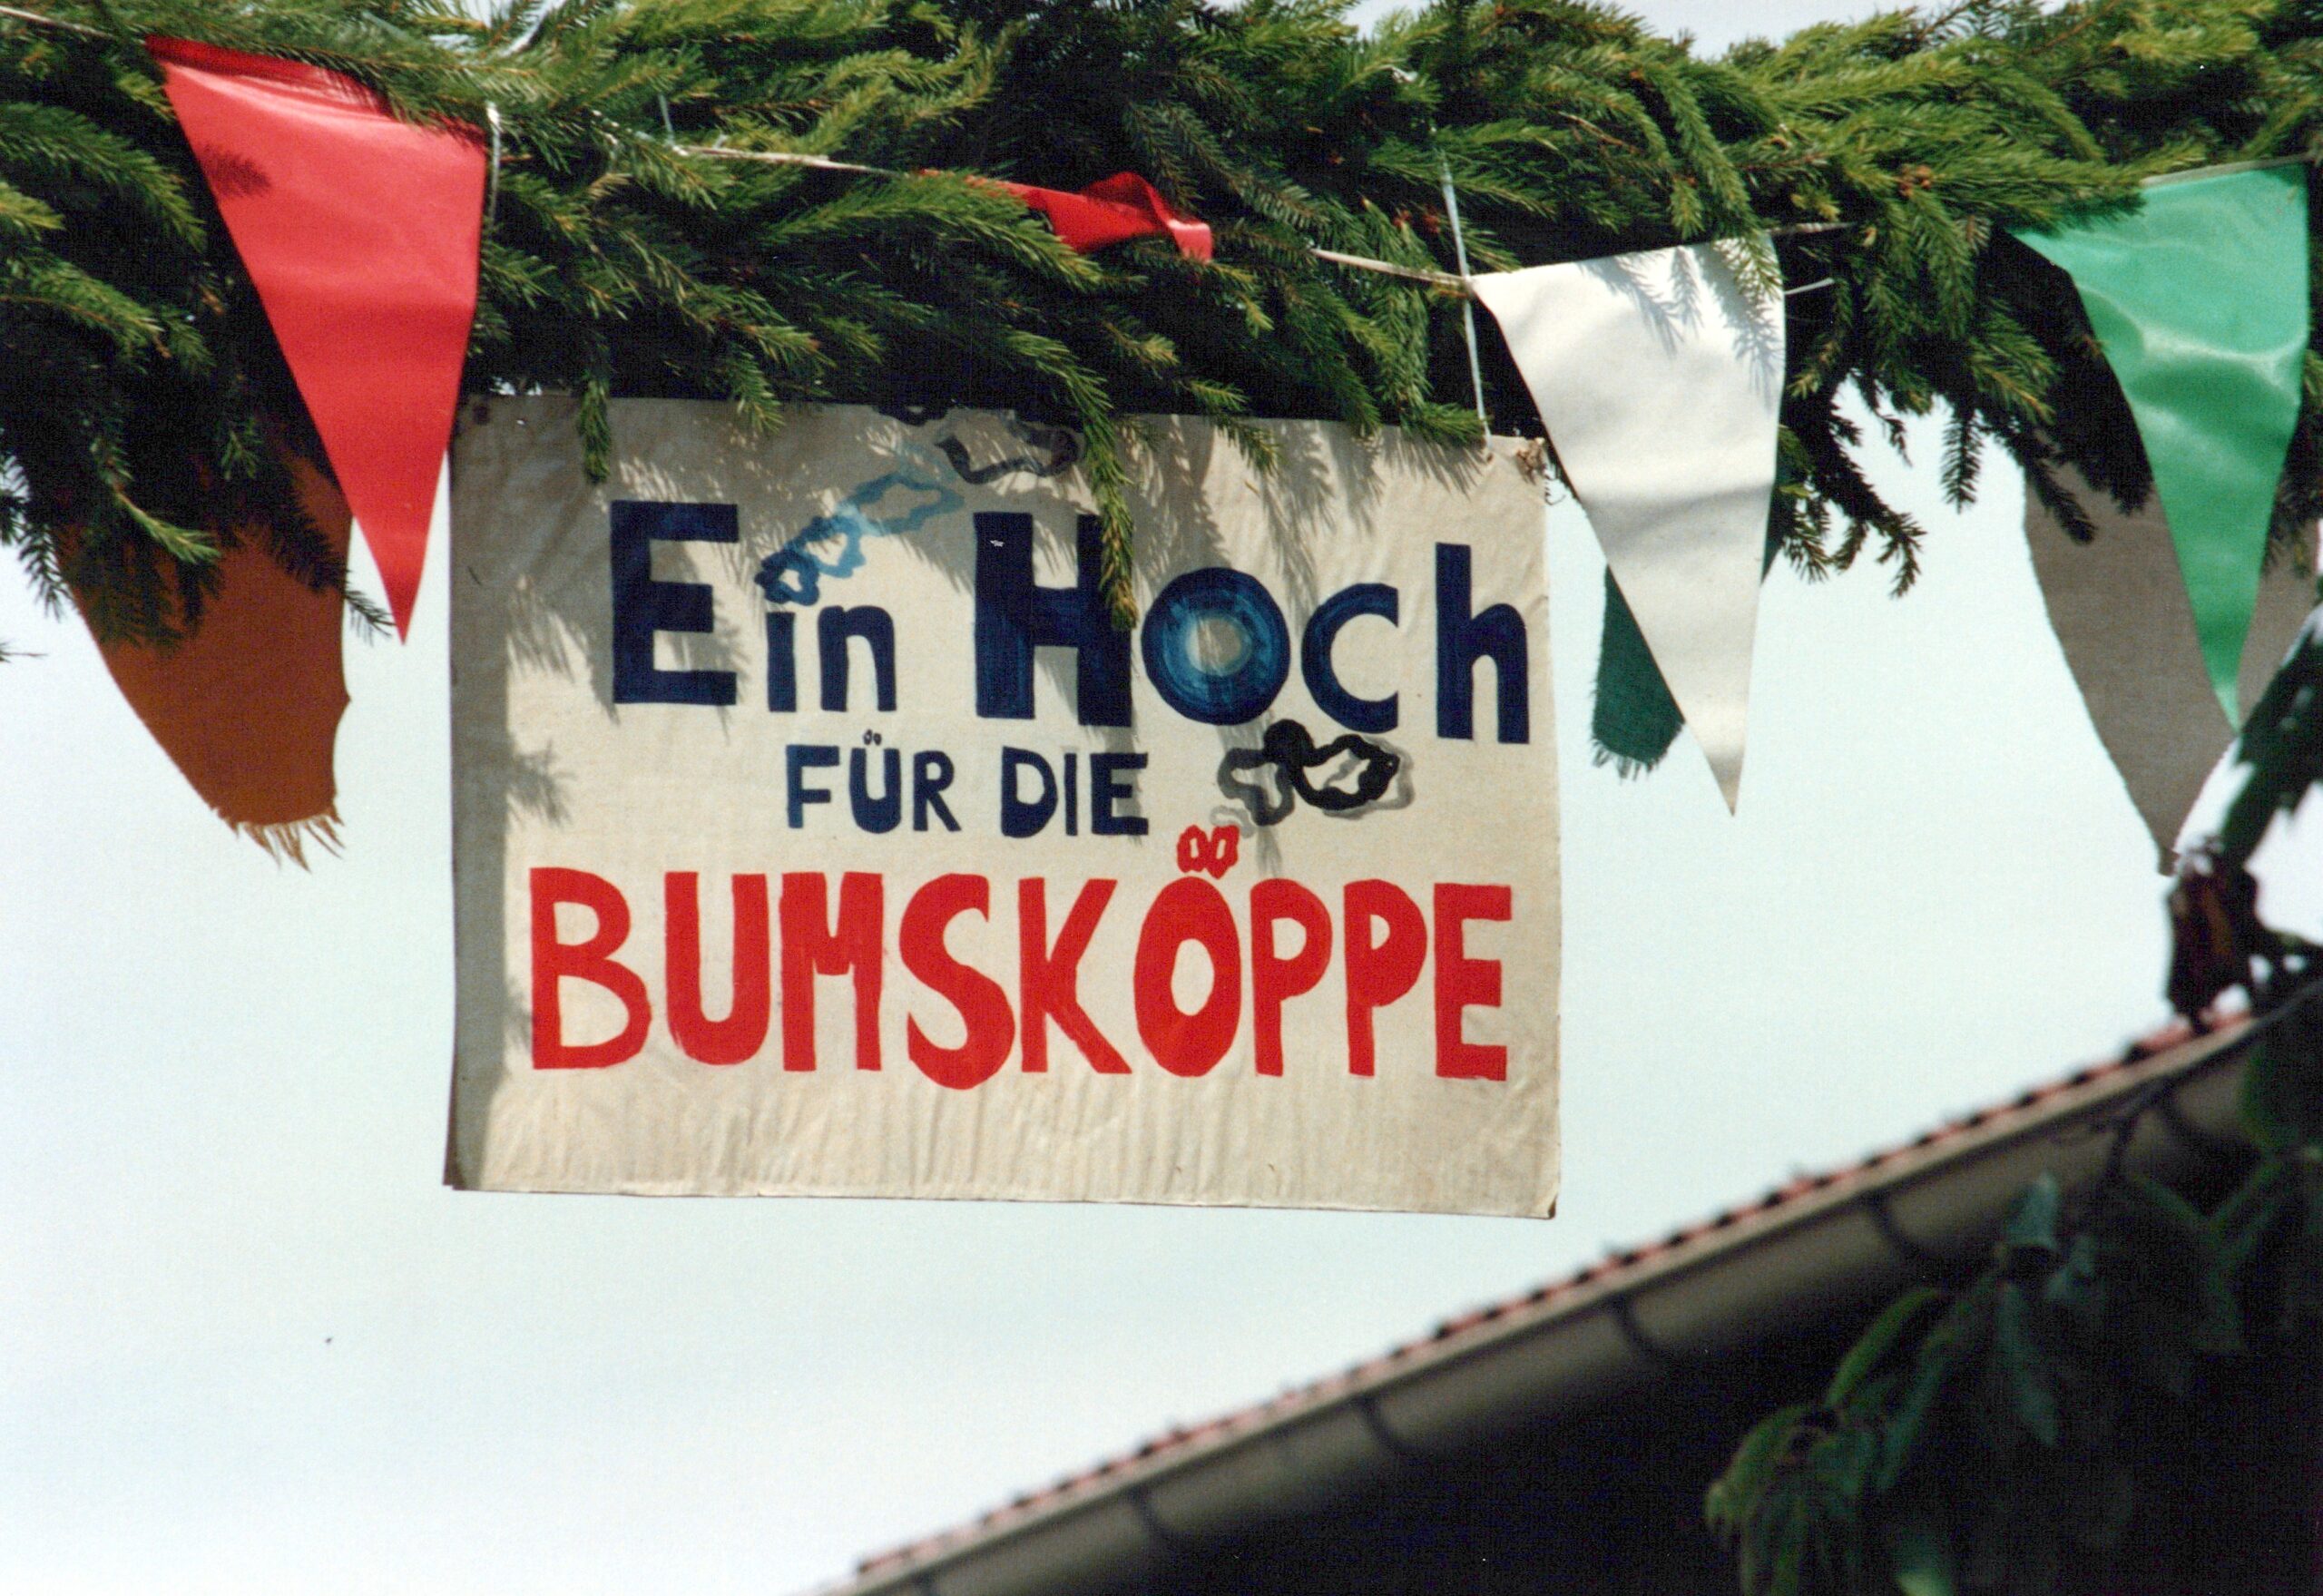 Ein Hoch
FÜR DIE
BUMSKÖPPE